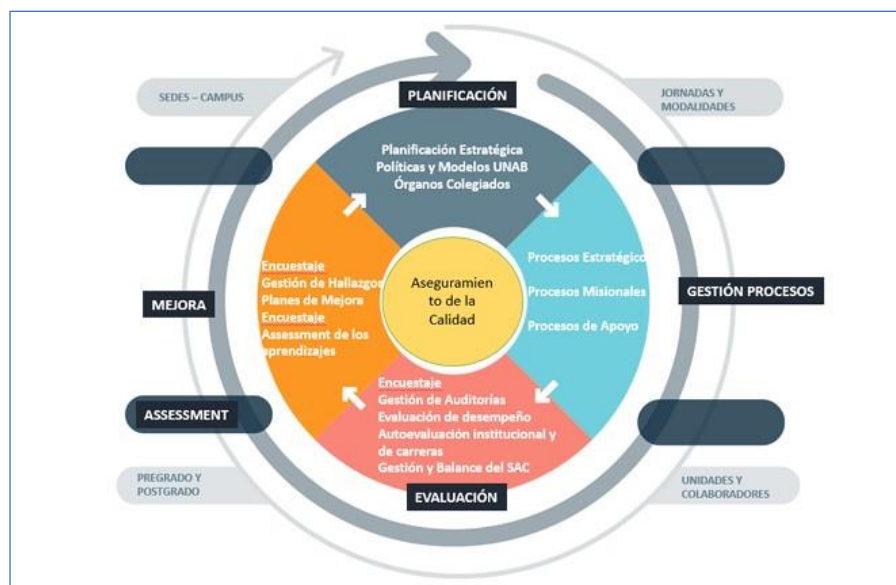 SEDES – CAMPUS
JORNADAS Y
MODALIDADES
PLANIFICACIÓN
Planificación Estratégica
Políticas y Modelos UNAB
Órganos Colegiados
Encuestaje
Gestión de Hallazgos
Planes de Mejora
Encuestaje
Assessment de los
aprendizajes
Aseguramien
to de la
Calidad
Procesos Estratégico
Procesos Misionales
Procesos de Apoyo
MEJORA
GESTIÓN PROCESOS
Encuestaje
Gestión de Auditorías
Evaluación de desempeño
Autoevaluación institucional y
de carreras
Gestión y Balance del SAC
ASSESSMENT
PREGRADO Y
POSTGRADO
EVALUACIÓN
UNIDADES Y
COLABORADORES